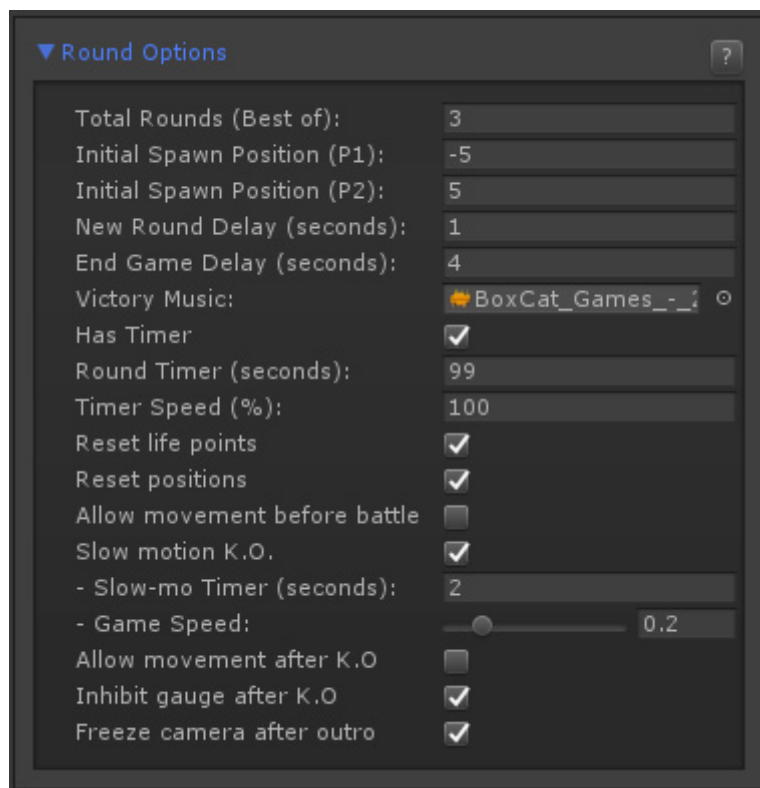 Round Options ?
Total Rounds (Best of): 3
Initial Spawn Position (P1): -5
Initial Spawn Position (P2): 5
New Round Delay (seconds): 1
End Game Delay (seconds): 4
Victory Music: BoxCat_Games_-_
Has Timer
Round Timer (seconds): 99
Timer Speed (%): 100
Reset life points
Reset positions
Allow movement before battle
Slow motion K.O.
- Slow-mo Timer (seconds): 2
- Game Speed: 0.2
Allow movement after K.O
Inhibit gauge after K.O
Freeze camera after outro